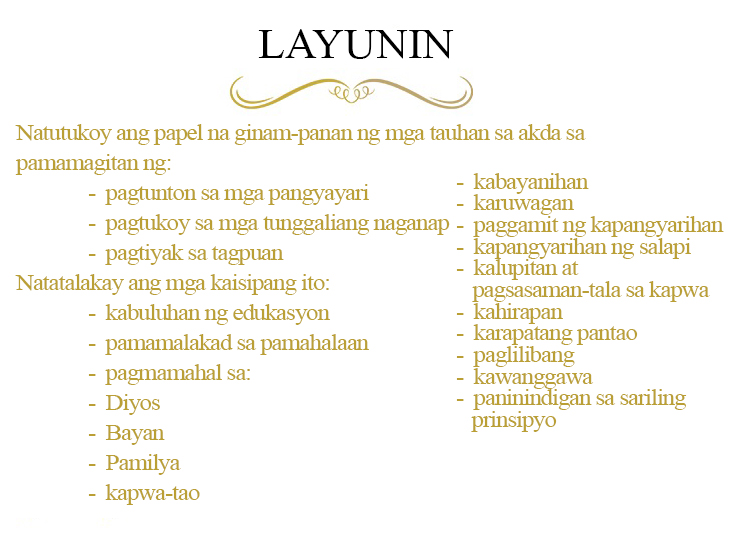 LAYUNIN
Natutukoy ang papel na ginam-panan ng mga tauhan sa akda sa
pamamagitan ng:
- pagtunton sa mga pangyayari
- pagtukoy sa mga tunggaliang naganap
- pagtiyak sa tagpuan
Natatalakay ang mga kaisipang ito:
- kabuluhan ng edukasyon
- pamamalakad sa pamahalaan
- pagmamahal sa:
- Diyos
- Bayan
- Pamilya
- kapwa-tao
- kabayanihan
- karuwagan
- paggamit ng kapangyarihan
- kapangyarihan ng salapi
- kalupitan at
pagsasaman-tala sa kapwa
- kahirapan
- karapatang pantao
- paglilibang
- kawanggawa
- paninindigan sa sariling
prinsipyo